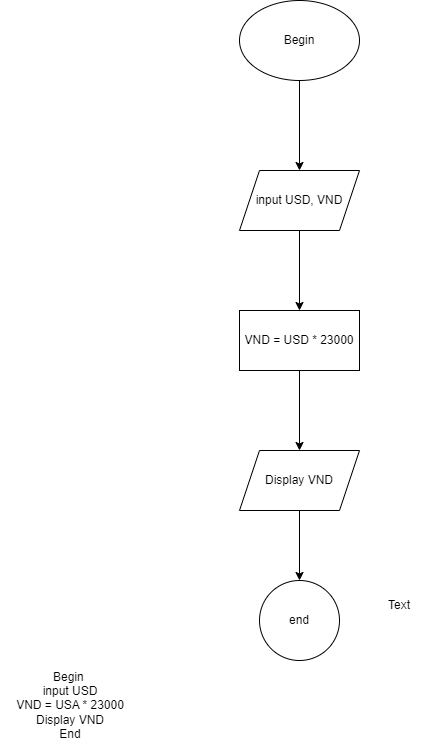 Begin
input USD, VND
VND = USD * 23000
Display VND
end
Text
Begin
input USD
VND = USA * 23000
Display VND
End